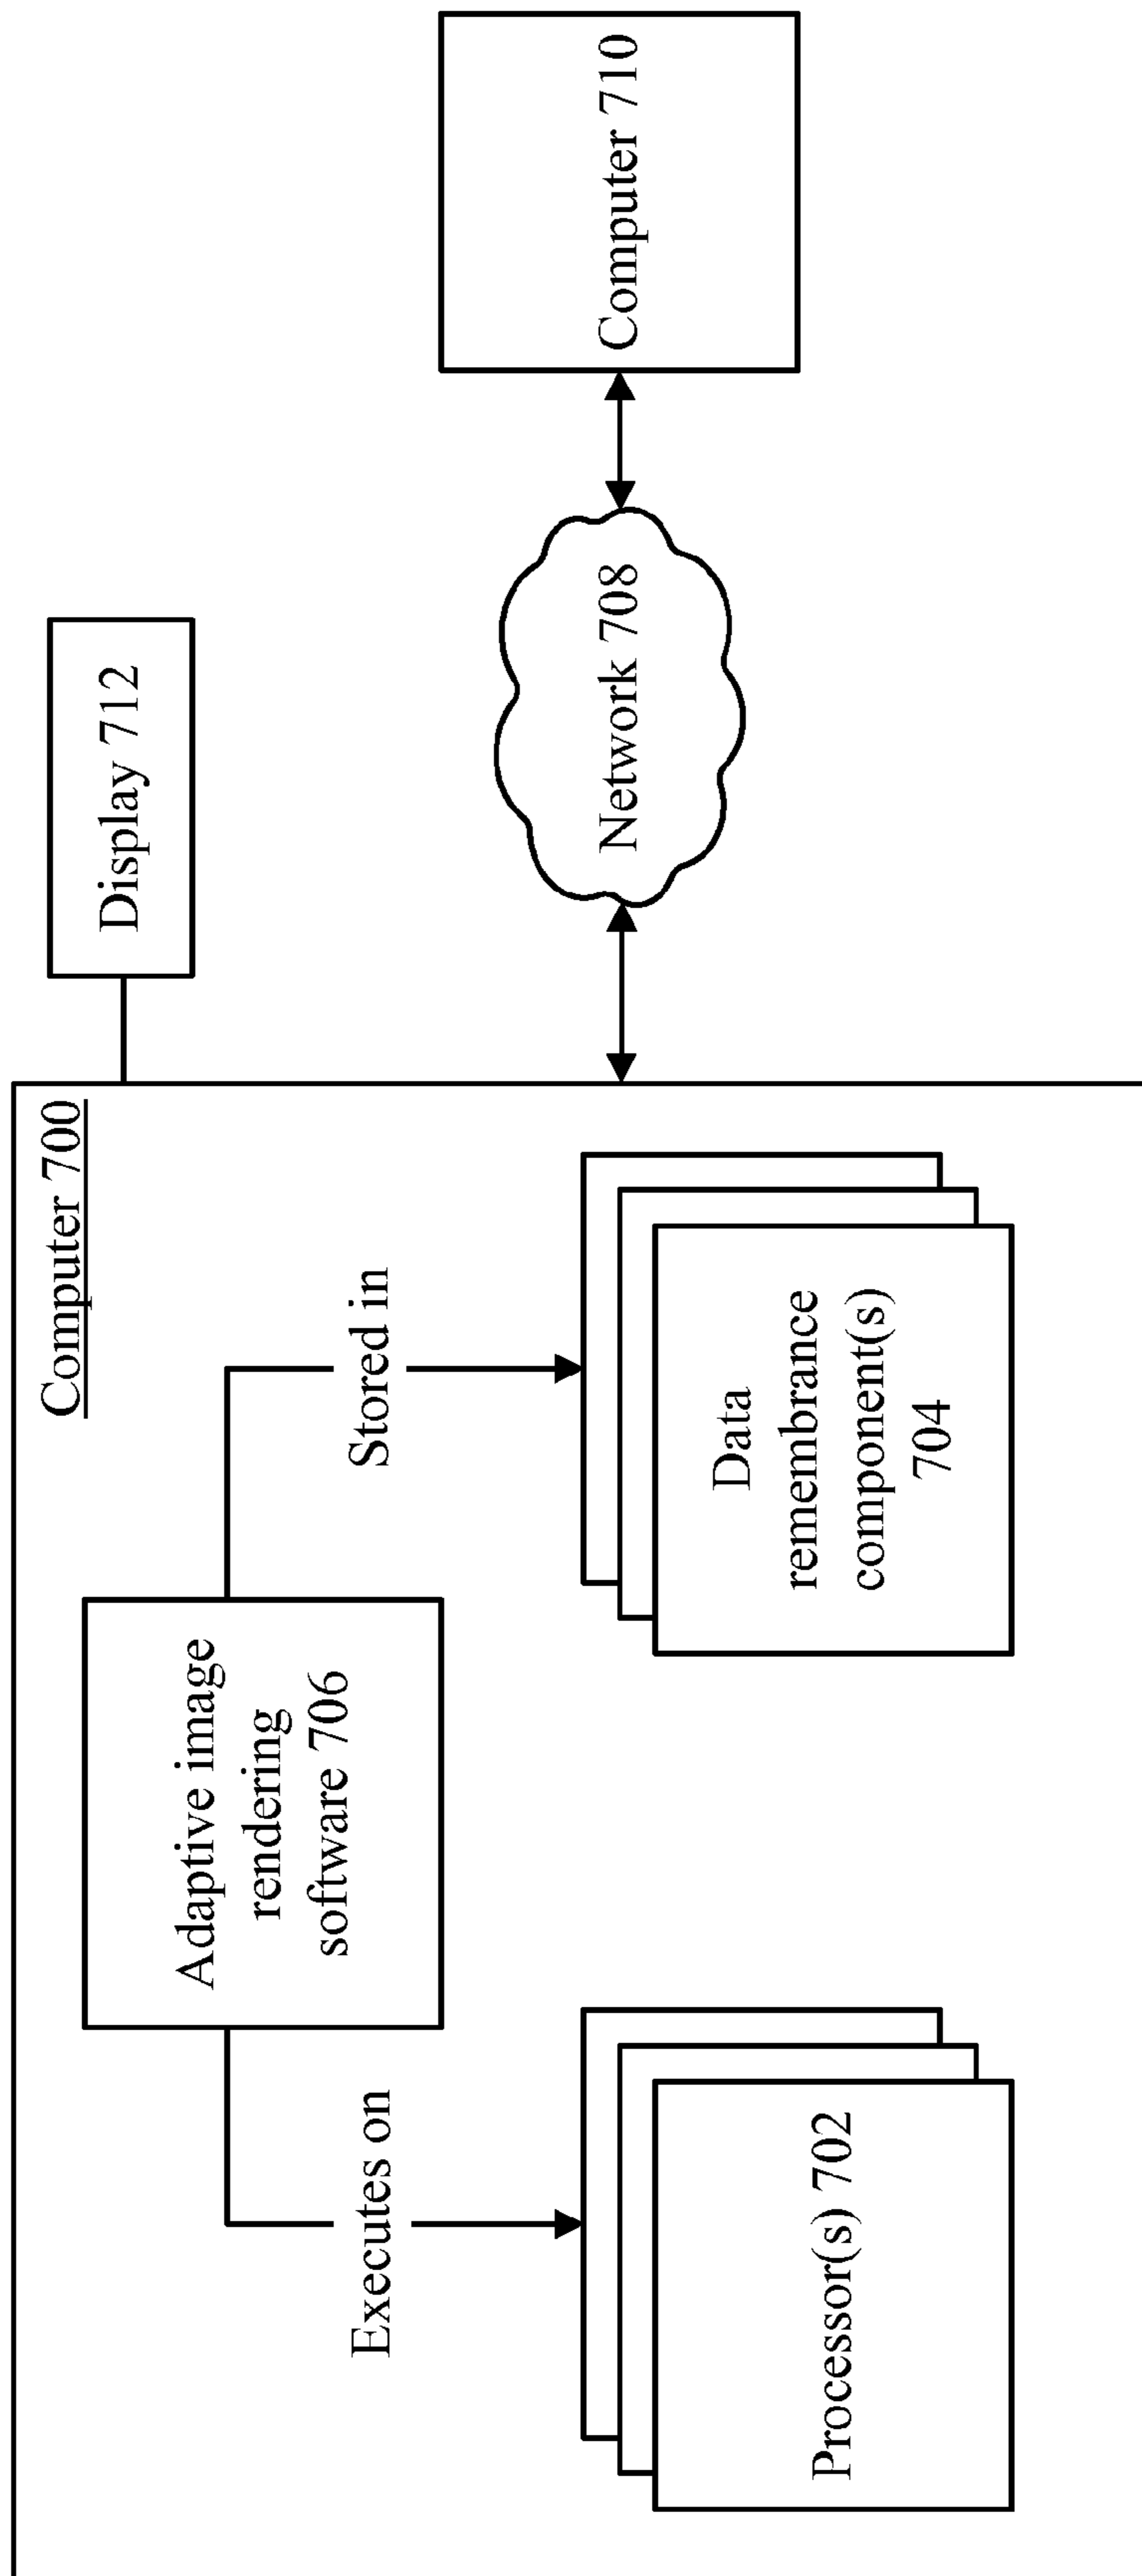 Computer 700
Adaptive image
rendering
software 706
Executes on
Stored in
Processor(s) 702
Data
remembrance
component(s)
704
Display 712
Network 708
Computer 710